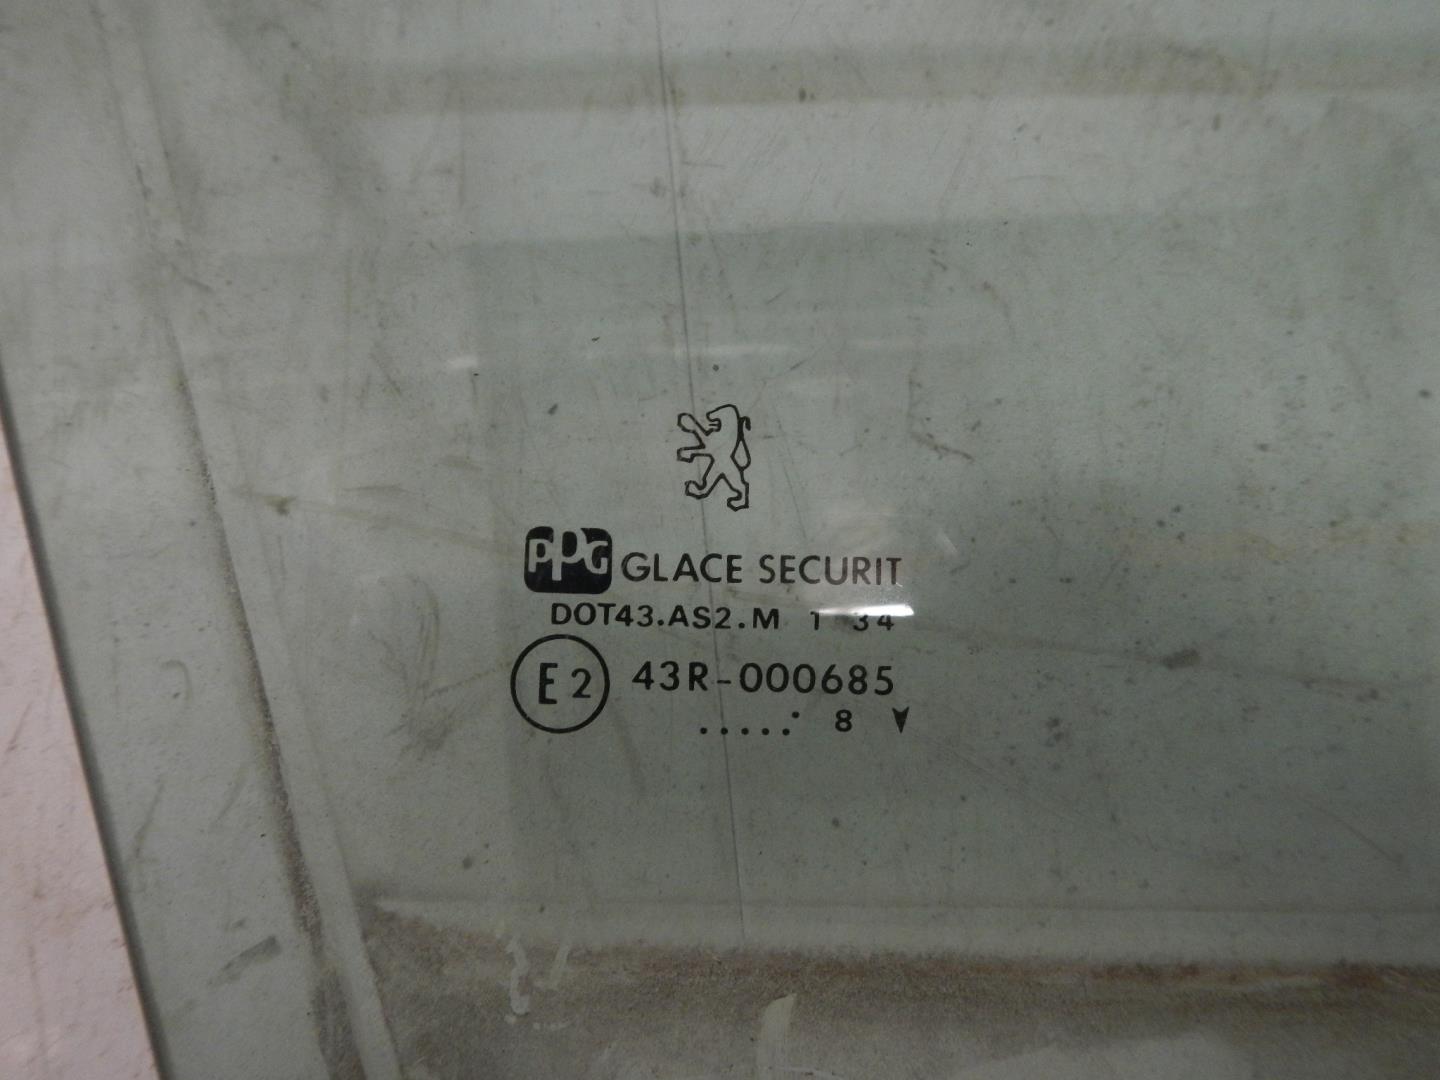 PPG GLACE SECURIT
DOT43.AS2.M 1 34
E2 43R-000685
.....· 8